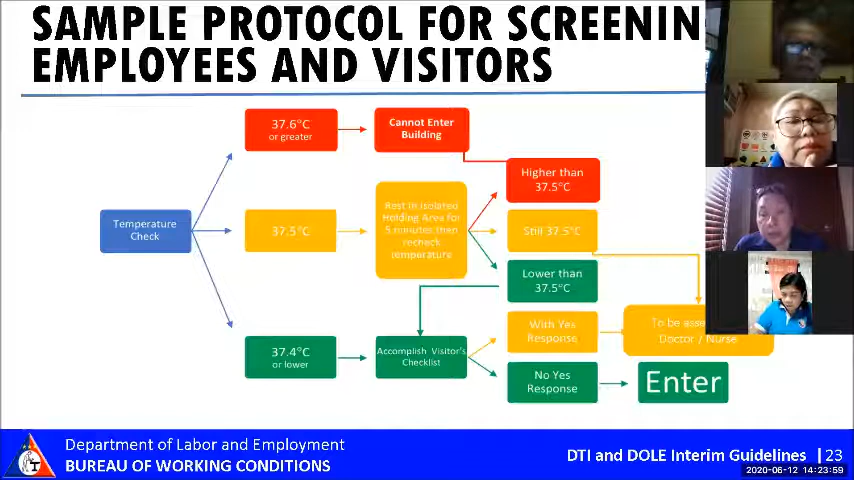 SAMPLE PROTOCOL FOR SCREENIN
EMPLOYEES AND VISITORS
37.6°C
or greater
Cannot Enter
Building
Higher than
37.5°C
Temperature
Check
37.5°C
Rest in Isolated
Holding Area for
5 minutes then
recheck
temperature
Still 37.5°C
Lower than
37.5°C
37.4°C
or lower
Accomplish Visitor's
Checklist
With Yes
Response
To be
Doctor / Nurse
No Yes
Response
Enter
Department of Labor and Employment
BUREAU OF WORKING CONDITIONS
DTI and DOLE Interim Guidelines | 23
2020-06-12 14:23:59